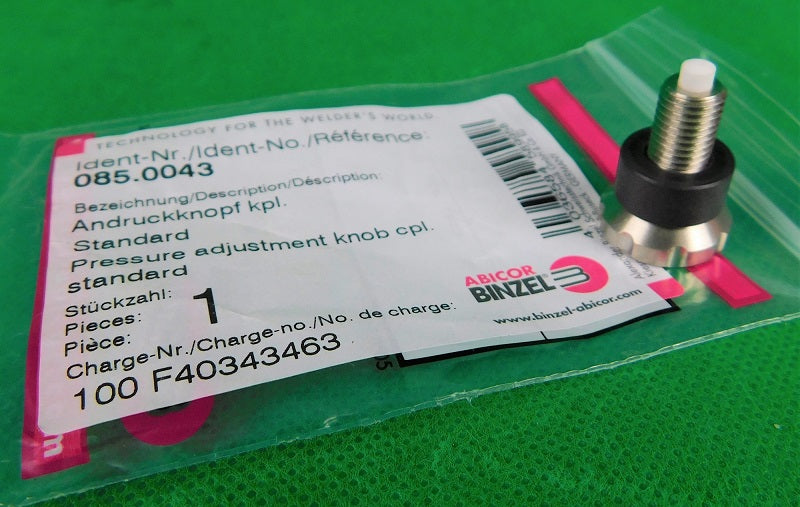 TECHNOLOGY FOR THE WELDER'S WORLD
Ident-Nr./Ident-No./Référence:
085.0043
Bezeichnung/Description/Déscription:
Andruckknopf kpl.
Standard
Pressure adjustment knob cpl.
standard
Stückzahl:
Pieces:
Pièce:
1
Charge-Nr./Charge-no./No. de charge:
100 F40343463
ABICOR
BINZEL®
www.binzel-abicor.com